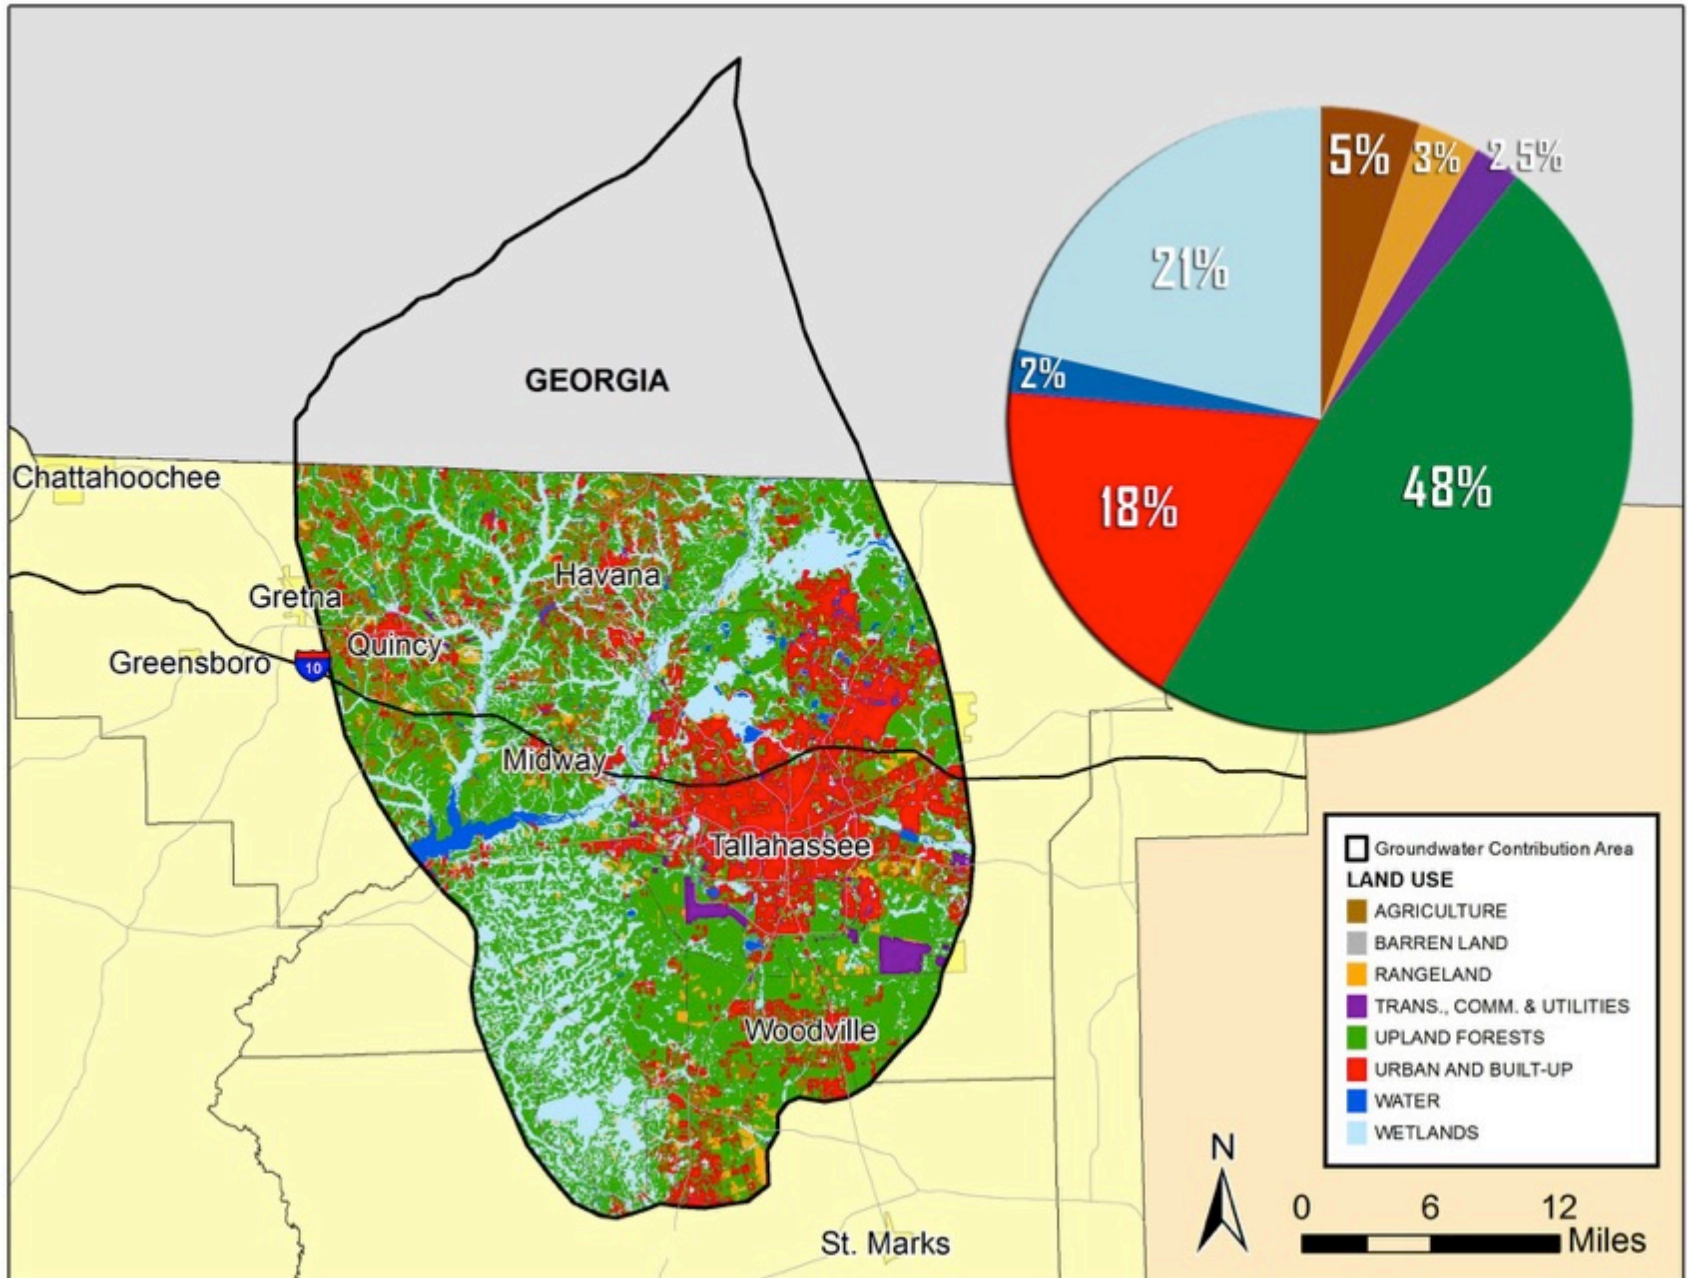 5%
3%
2.5%
21%
2%
18%
48%
GEORGIA
Chattahoochee
Havana
Gretna
Quincy
Greensboro
10
Midway
Tallahassee
Woodville
St. Marks
Groundwater Contribution Area
LAND USE
AGRICULTURE
BARREN LAND
RANGELAND
TRANS., COMM. & UTILITIES
UPLAND FORESTS
URBAN AND BUILT-UP
WATER
WETLANDS
N
0 6 12
Miles